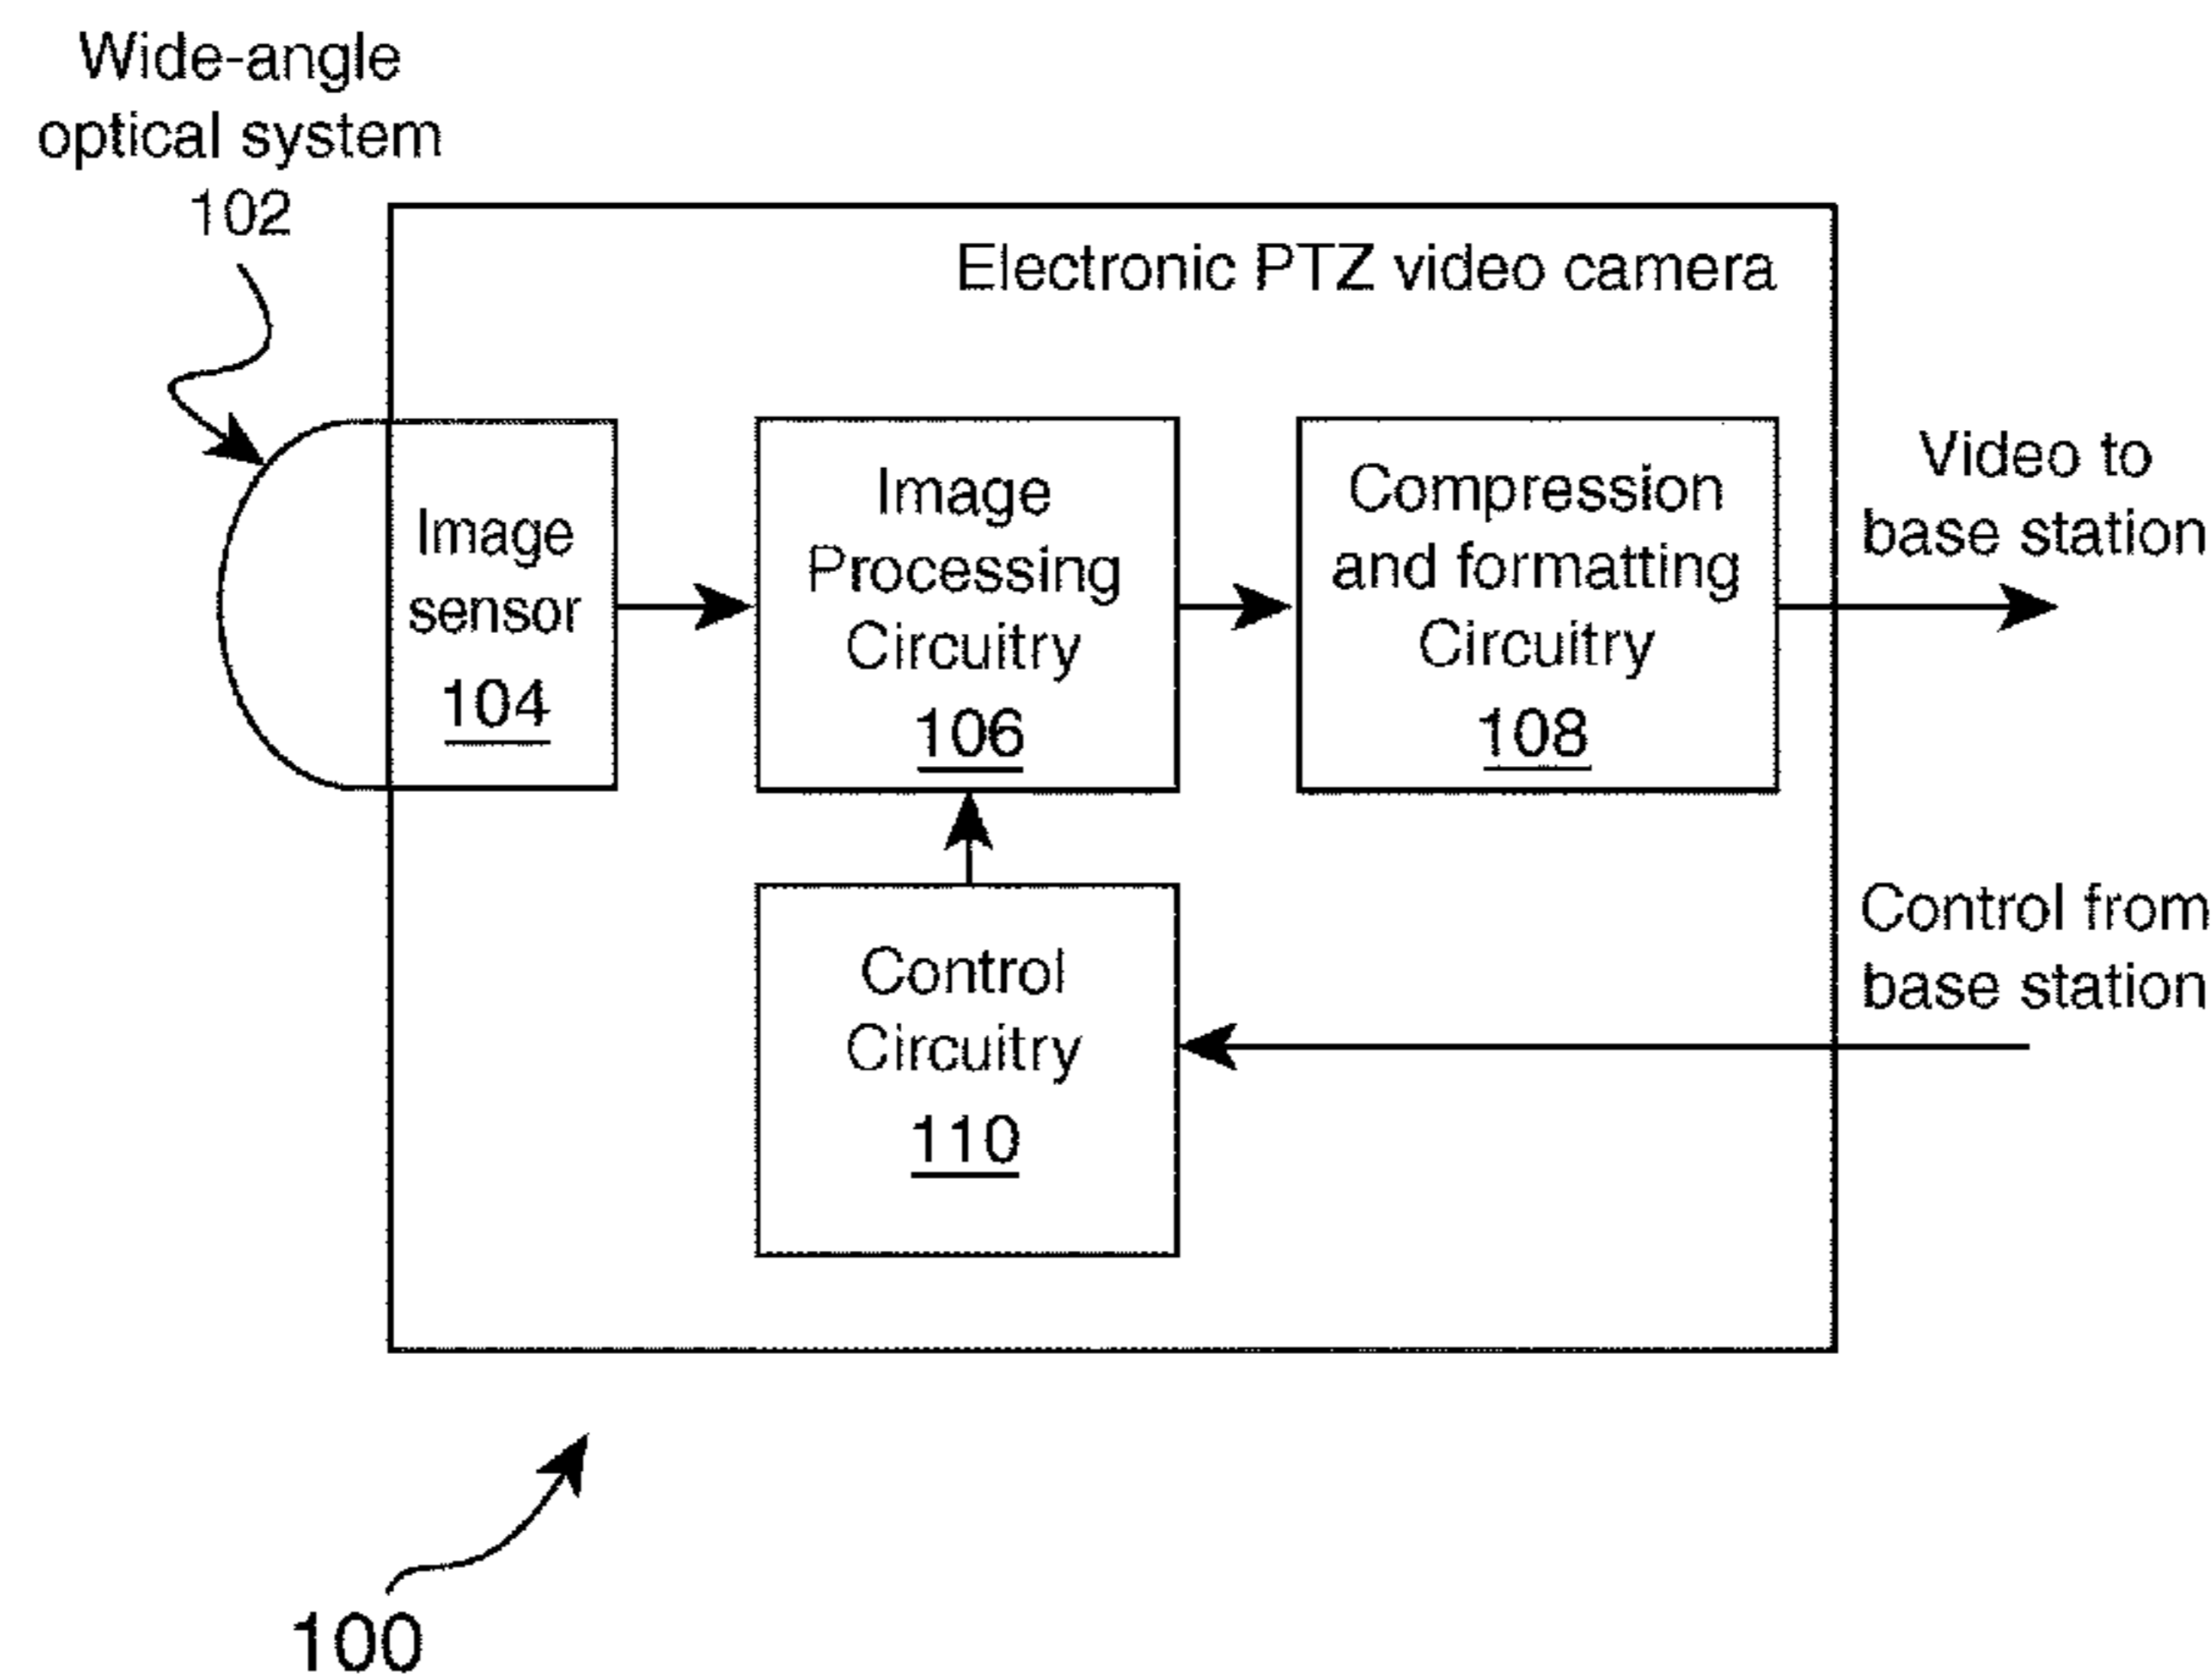 Wide-angle
optical system
102
Electronic PTZ video camera
Image
sensor
104
Image
Processing
Circuitry
106
Compression
and formatting
Circuitry
108
Video to
base station
Control
Circuitry
110
Control from
base station
100